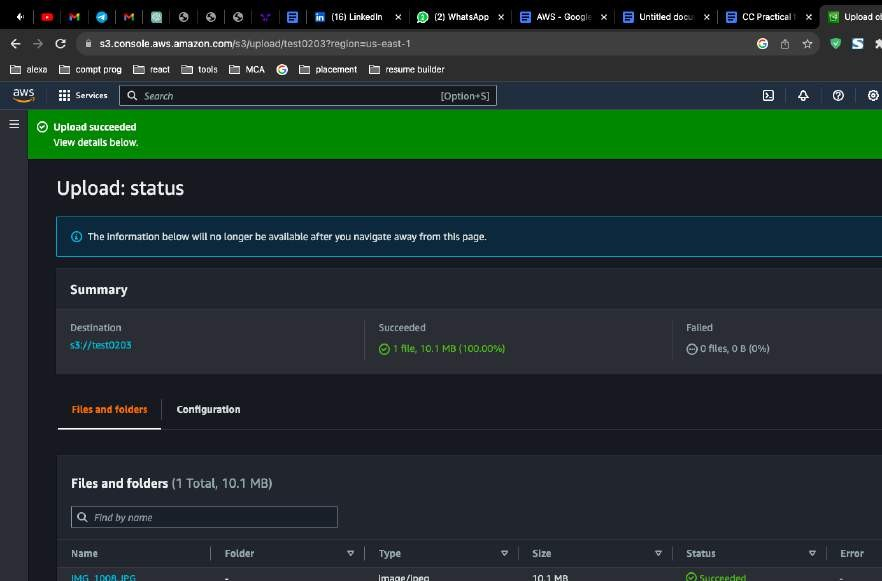 (16) LinkedIn
(2) WhatsApp
AWS - Google
Untitled docu
CC Practical
Upload ob
s3.console.aws.amazon.com/s3/upload/test0203?region=us-east-1
alexa compt prog react tools MCA placement resume builder
aws Services Search [Option+S]
Upload succeeded
View details below.
Upload: status
The information below will no longer be available after you navigate away from this page.
Summary
Destination Succeeded Failed
s3://test0203 1 file, 10.1 MB (100.00%) 0 files, 0 B (0%)
Files and folders Configuration
Files and folders (1 Total, 10.1 MB)
Find by name
Name Folder Type Size Status Error
IMG_1008.JPG - image/jpeg 10.1 MB Succeeded -